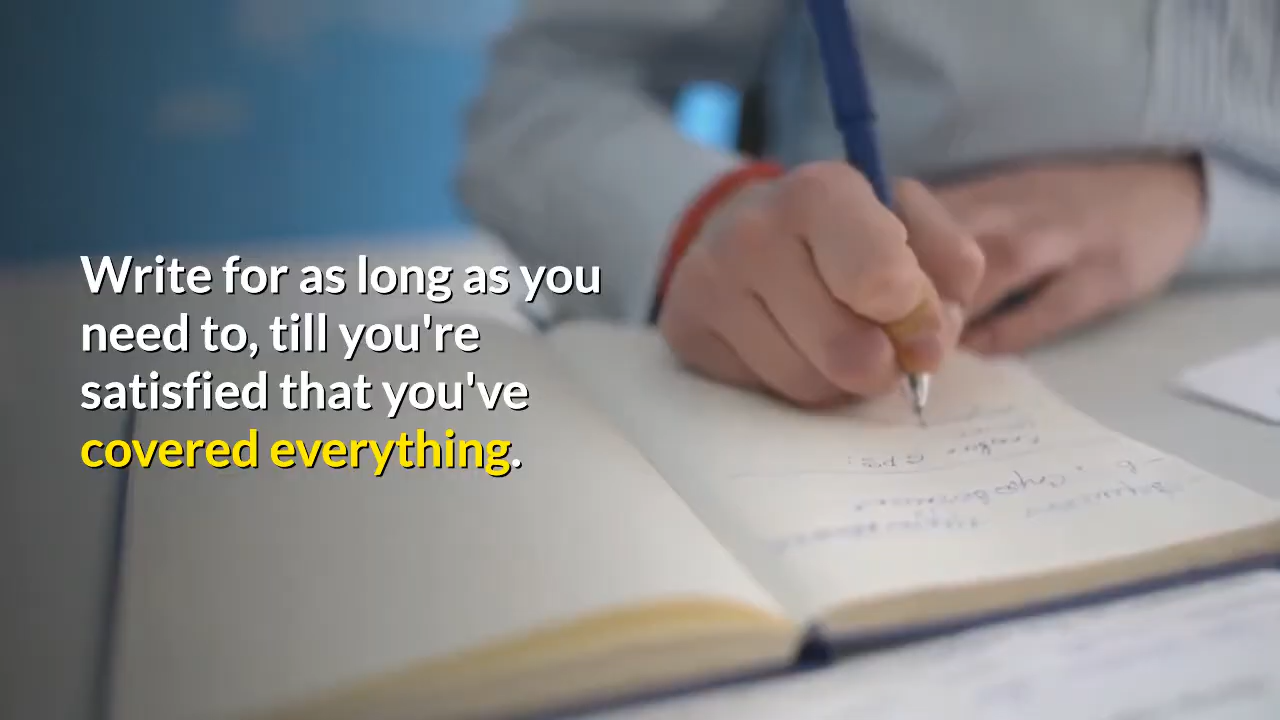 Write for as long as you
need to, till you're
satisfied that you've
covered everything.